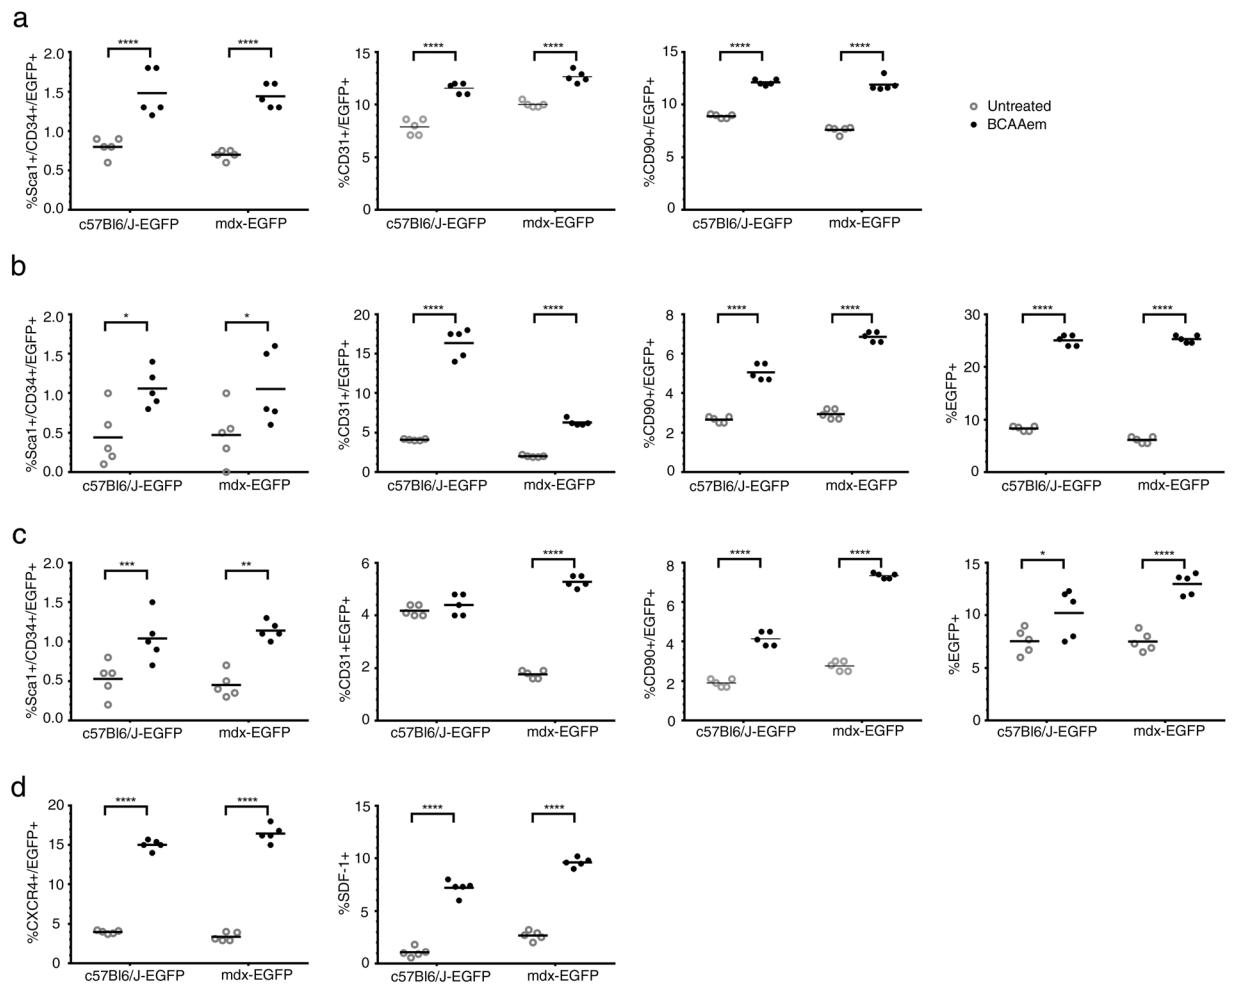 a
**** ****
%Sca1+/CD34+/EGFP+
2.0
1.5
1.0
0.5
0.0
c57Bl6/J-EGFP mdx-EGFP
**** ****
%CD31+/EGFP+
15
10
5
0
c57Bl6/J-EGFP mdx-EGFP
**** ****
%CD90+/EGFP+
15
10
5
0
c57Bl6/J-EGFP mdx-EGFP
Untreated
BCAAem
b
* *
%Sca1+/CD34+/EGFP+
2.0
1.5
1.0
0.5
0.0
c57Bl6/J-EGFP mdx-EGFP
**** ****
%CD31+/EGFP+
20
15
10
5
0
c57Bl6/J-EGFP mdx-EGFP
**** ****
%CD90+/EGFP+
8
6
4
2
0
c57Bl6/J-EGFP mdx-EGFP
**** ****
%EGFP+
30
20
10
0
c57Bl6/J-EGFP mdx-EGFP
c
*** **
%Sca1+/CD34+/EGFP+
2.0
1.5
1.0
0.5
0.0
c57Bl6/J-EGFP mdx-EGFP
****
%CD31+EGFP+
6
4
2
0
c57Bl6/J-EGFP mdx-EGFP
**** ****
%CD90+/EGFP+
8
6
4
2
0
c57Bl6/J-EGFP mdx-EGFP
* ****
%EGFP+
15
10
5
0
c57Bl6/J-EGFP mdx-EGFP
d
**** ****
%CXCR4+/EGFP+
20
15
10
5
0
c57Bl6/J-EGFP mdx-EGFP
**** ****
%SDF-1+
15
10
5
0
c57Bl6/J-EGFP mdx-EGFP